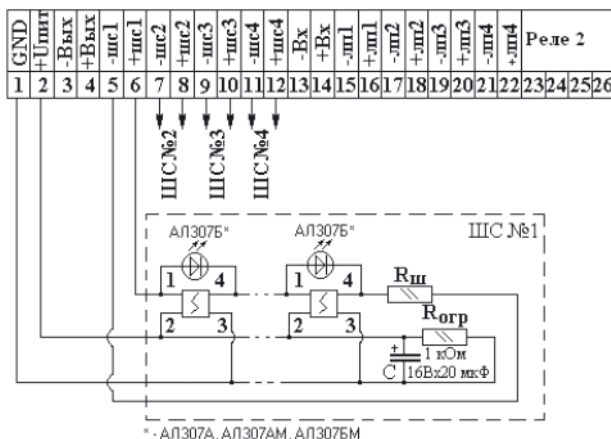 GND
+Uпит
-Вых
+Вых
-шс1
+шс1
-шс2
+шс2
-шс3
+шс3
-шс4
+шс4
-Вх
+Вх
-лп1
+лп1
-лп2
+лп2
-лп3
+лп3
-лп4
+лп4
Реле 2
1 2 3 4 5 6 7 8 9 10 11 12 13 14 15 16 17 18 19 20 21 22 23 24 25 26
ШС№2
ШС№3
ШС№4
ШС №1
АЛ307Б* АЛ307Б*
1 4 1 4
Rш
2 3 2 3
Rогр
+ 1 кОм
C 16Вх20 мкФ
* - АЛ307А, АЛ307АМ, АЛ307БМ